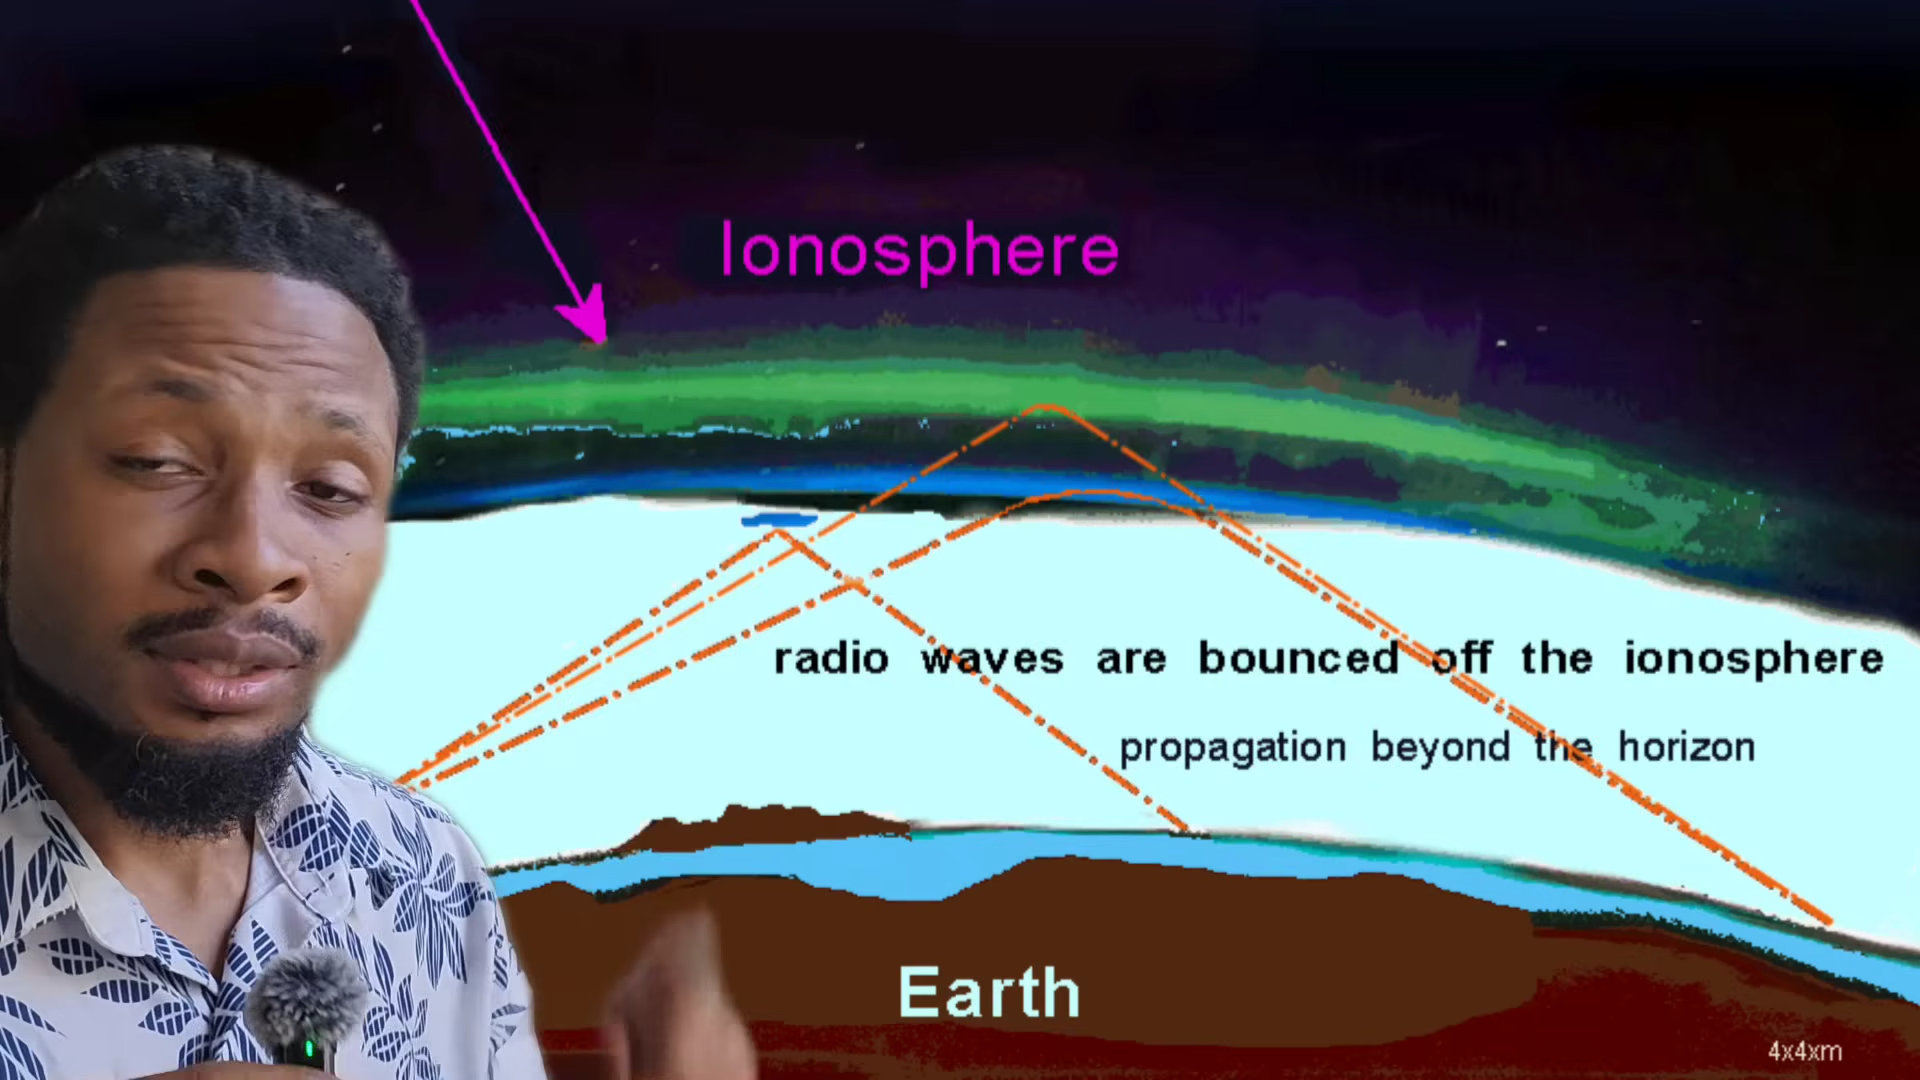 Ionosphere
radio waves are bounced off the ionosphere
propagation beyond the horizon
Earth
4x4xm